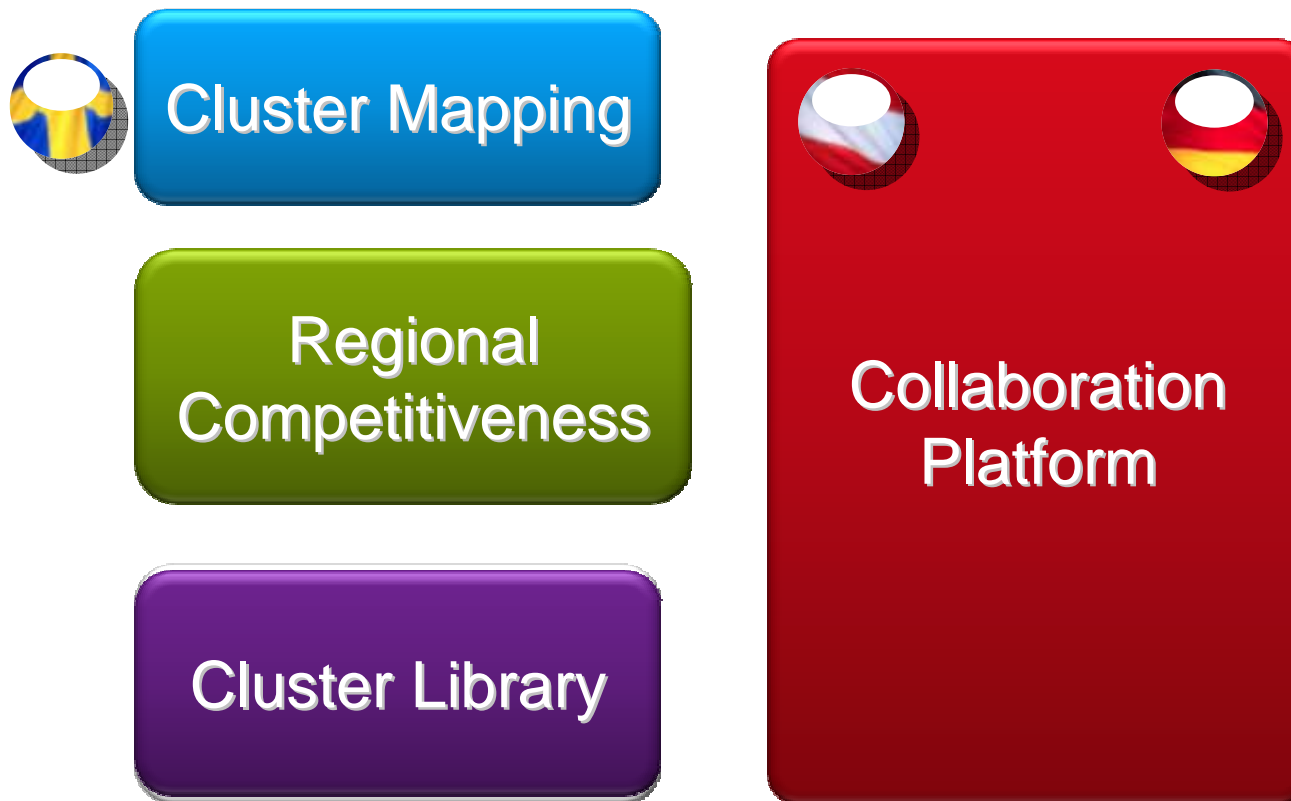 Cluster Mapping
Regional
Competitiveness
Cluster Library
Collaboration
Platform